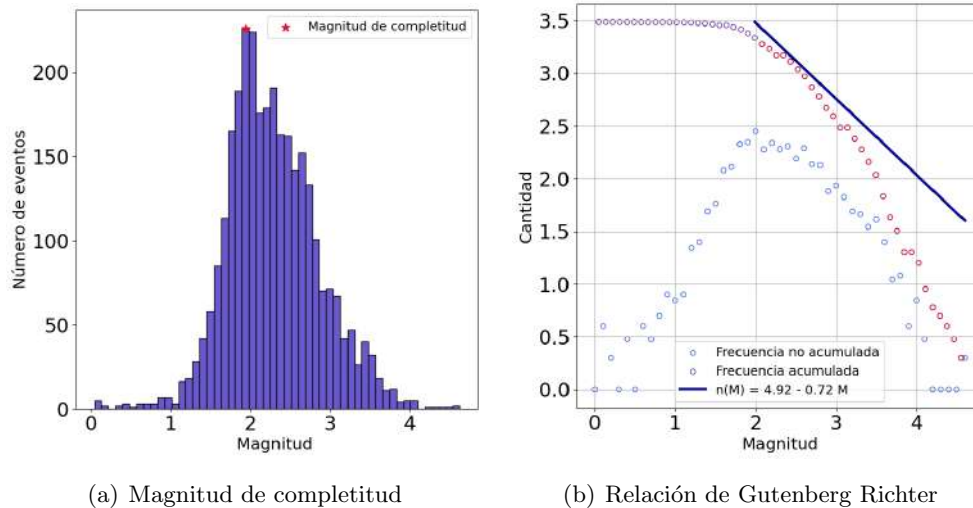 Magnitud de completitud
Número de eventos
200
150
100
50
0
0 1 2 3 4
Magnitud
(a) Magnitud de completitud
Cantidad
3.5
3.0
2.5
2.0
1.5
1.0
0.5
0.0
Frecuencia no acumulada
Frecuencia acumulada
n(M) = 4.92 - 0.72 M
0 1 2 3 4
Magnitud
(b) Relación de Gutenberg Richter